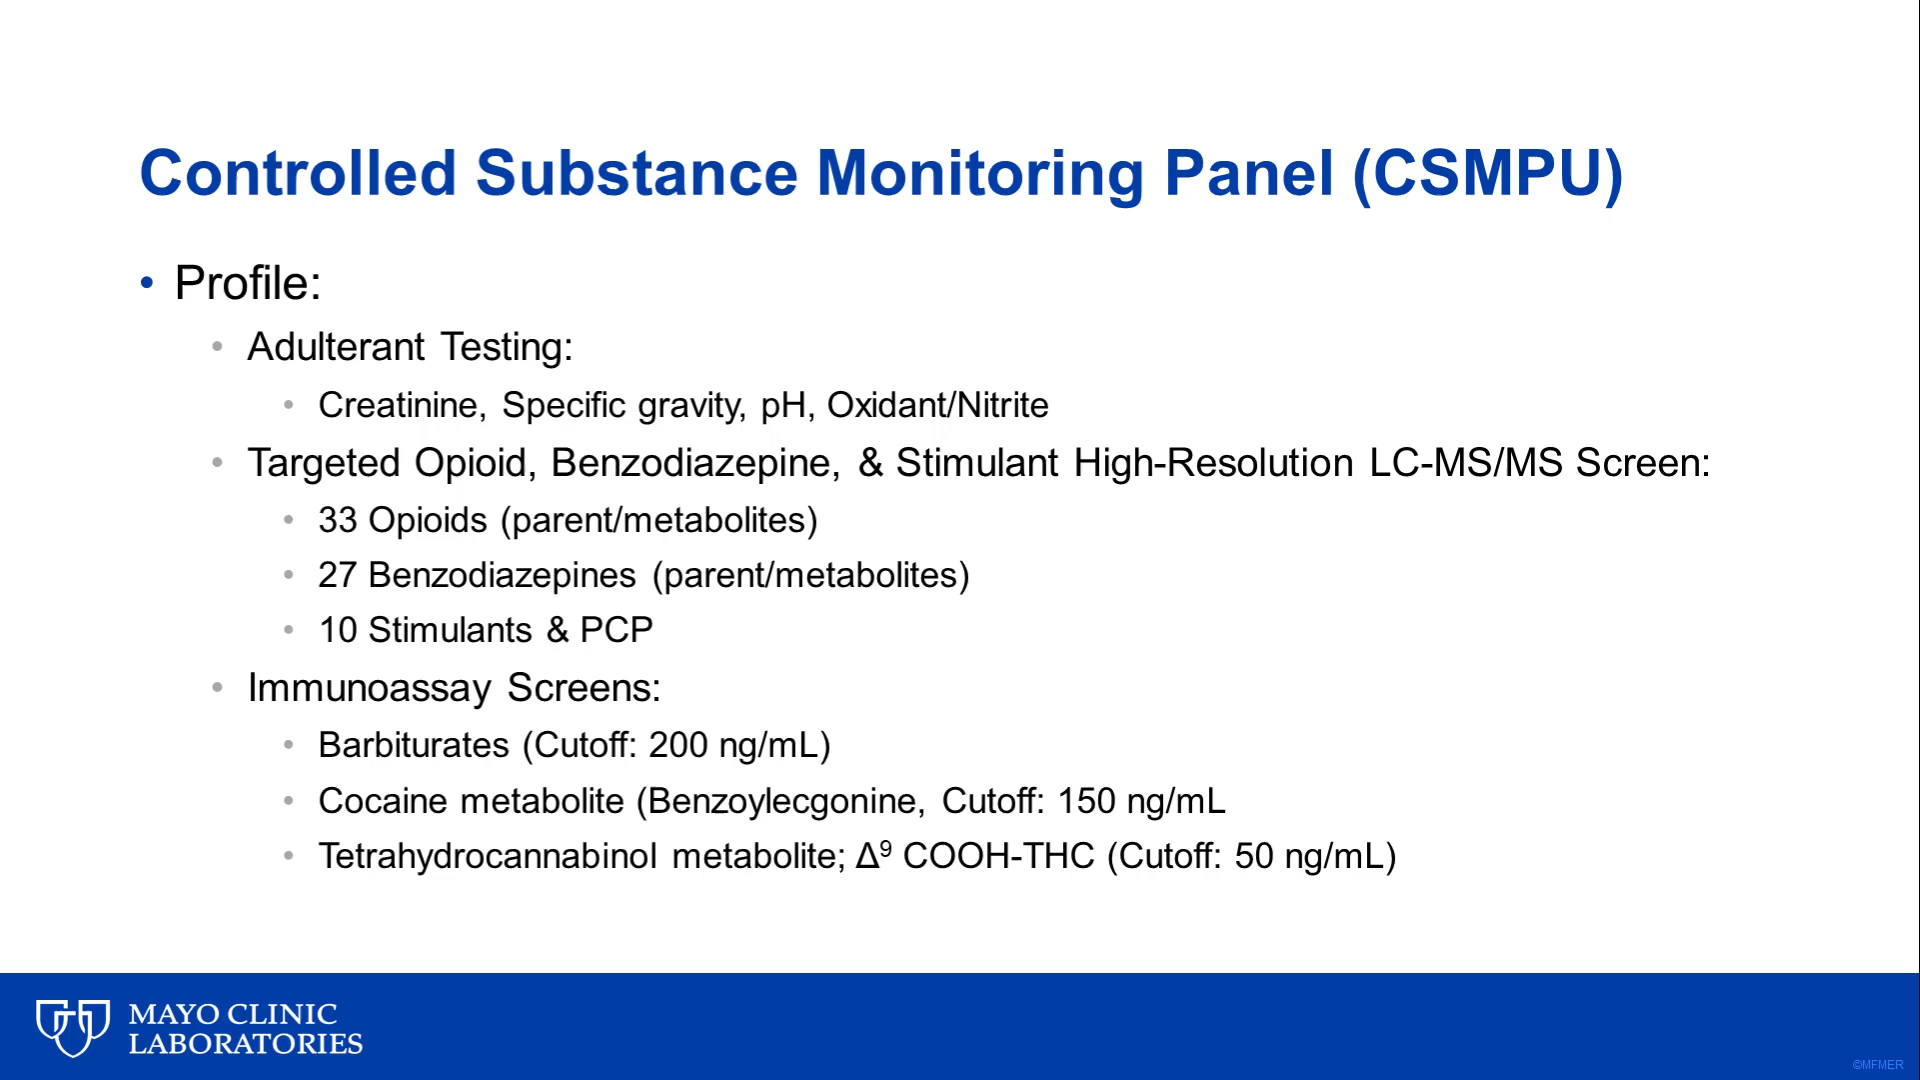 Controlled Substance Monitoring Panel (CSMPU)
• Profile:
• Adulterant Testing:
• Creatinine, Specific gravity, pH, Oxidant/Nitrite
• Targeted Opioid, Benzodiazepine, & Stimulant High-Resolution LC-MS/MS Screen:
• 33 Opioids (parent/metabolites)
• 27 Benzodiazepines (parent/metabolites)
• 10 Stimulants & PCP
• Immunoassay Screens:
• Barbiturates (Cutoff: 200 ng/mL)
• Cocaine metabolite (Benzoylecgonine, Cutoff: 150 ng/mL
• Tetrahydrocannabinol metabolite; Δ⁹ COOH-THC (Cutoff: 50 ng/mL)
MAYO CLINIC
LABORATORIES
©MFMER